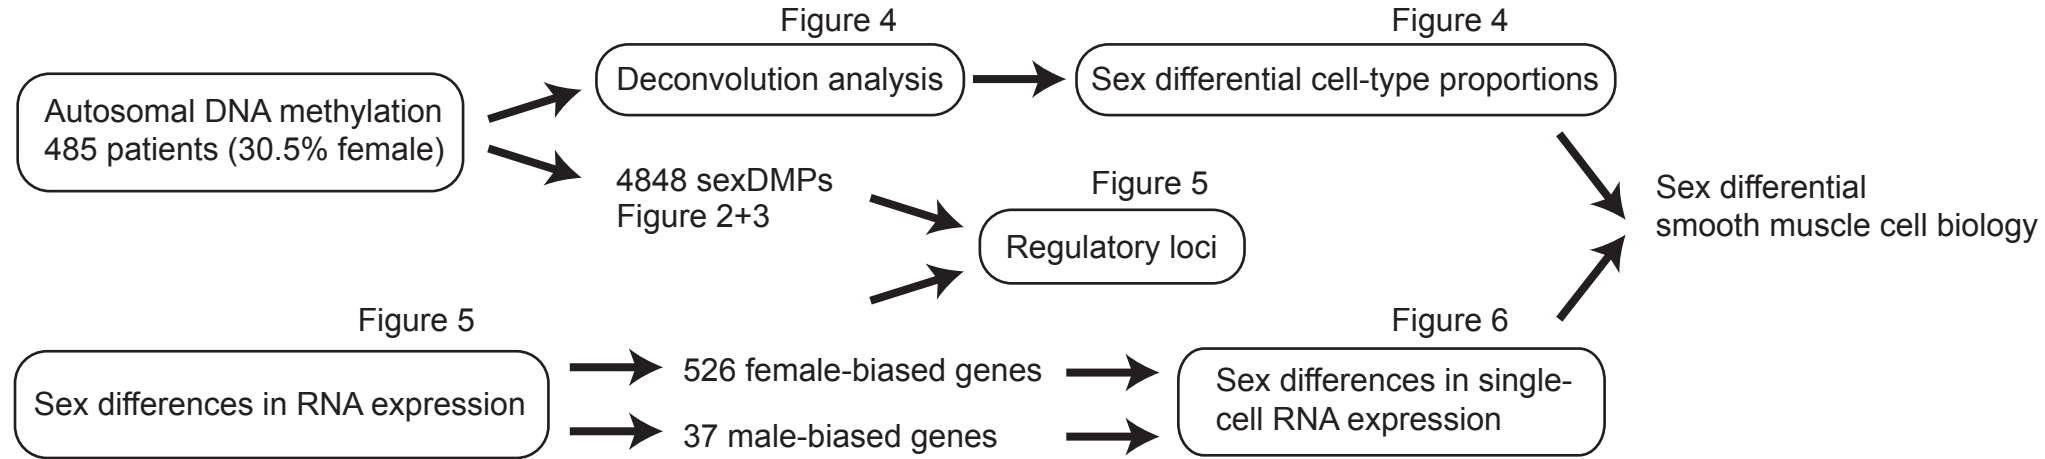 Figure 4
Figure 4
Deconvolution analysis
Sex differential cell-type proportions
Autosomal DNA methylation
485 patients (30.5% female)
4848 sexDMPs
Figure 2+3
Figure 5
Regulatory loci
Sex differential
smooth muscle cell biology
Figure 5
Figure 6
Sex differences in RNA expression
526 female-biased genes
37 male-biased genes
Sex differences in single-
cell RNA expression